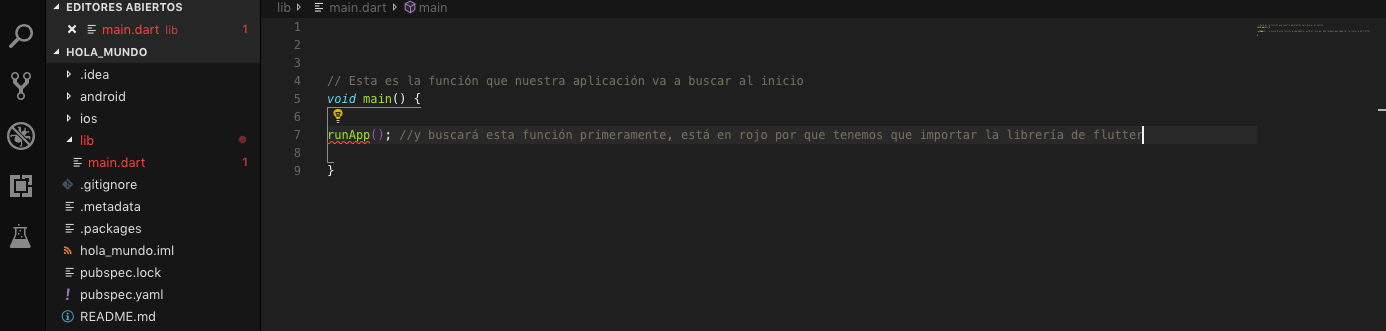 EDITORES ABIERTOS
main.dart lib 1
HOLA_MUNDO
.idea
android
ios
lib
main.dart 1
.gitignore
.metadata
.packages
hola_mundo.iml
pubspec.lock
pubspec.yaml
README.md
lib main.dart main
1
2
3
4 // Esta es la función que nuestra aplicación va a buscar al inicio
5 void main() {
6
7 runApp(); //y buscará esta función primeramente, está en rojo por que tenemos que importar la librería de flutter
8
9 }